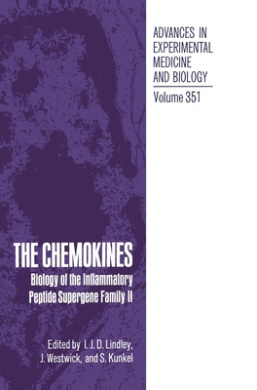 ADVANCES IN
EXPERIMENTAL
MEDICINE
AND BIOLOGY
Volume 351
THE CHEMOKINES
Biology of the Inflammatory
Peptide Supergene Family II
Edited by I. J. D. Lindley,
J. Westwick, and S. Kunkel